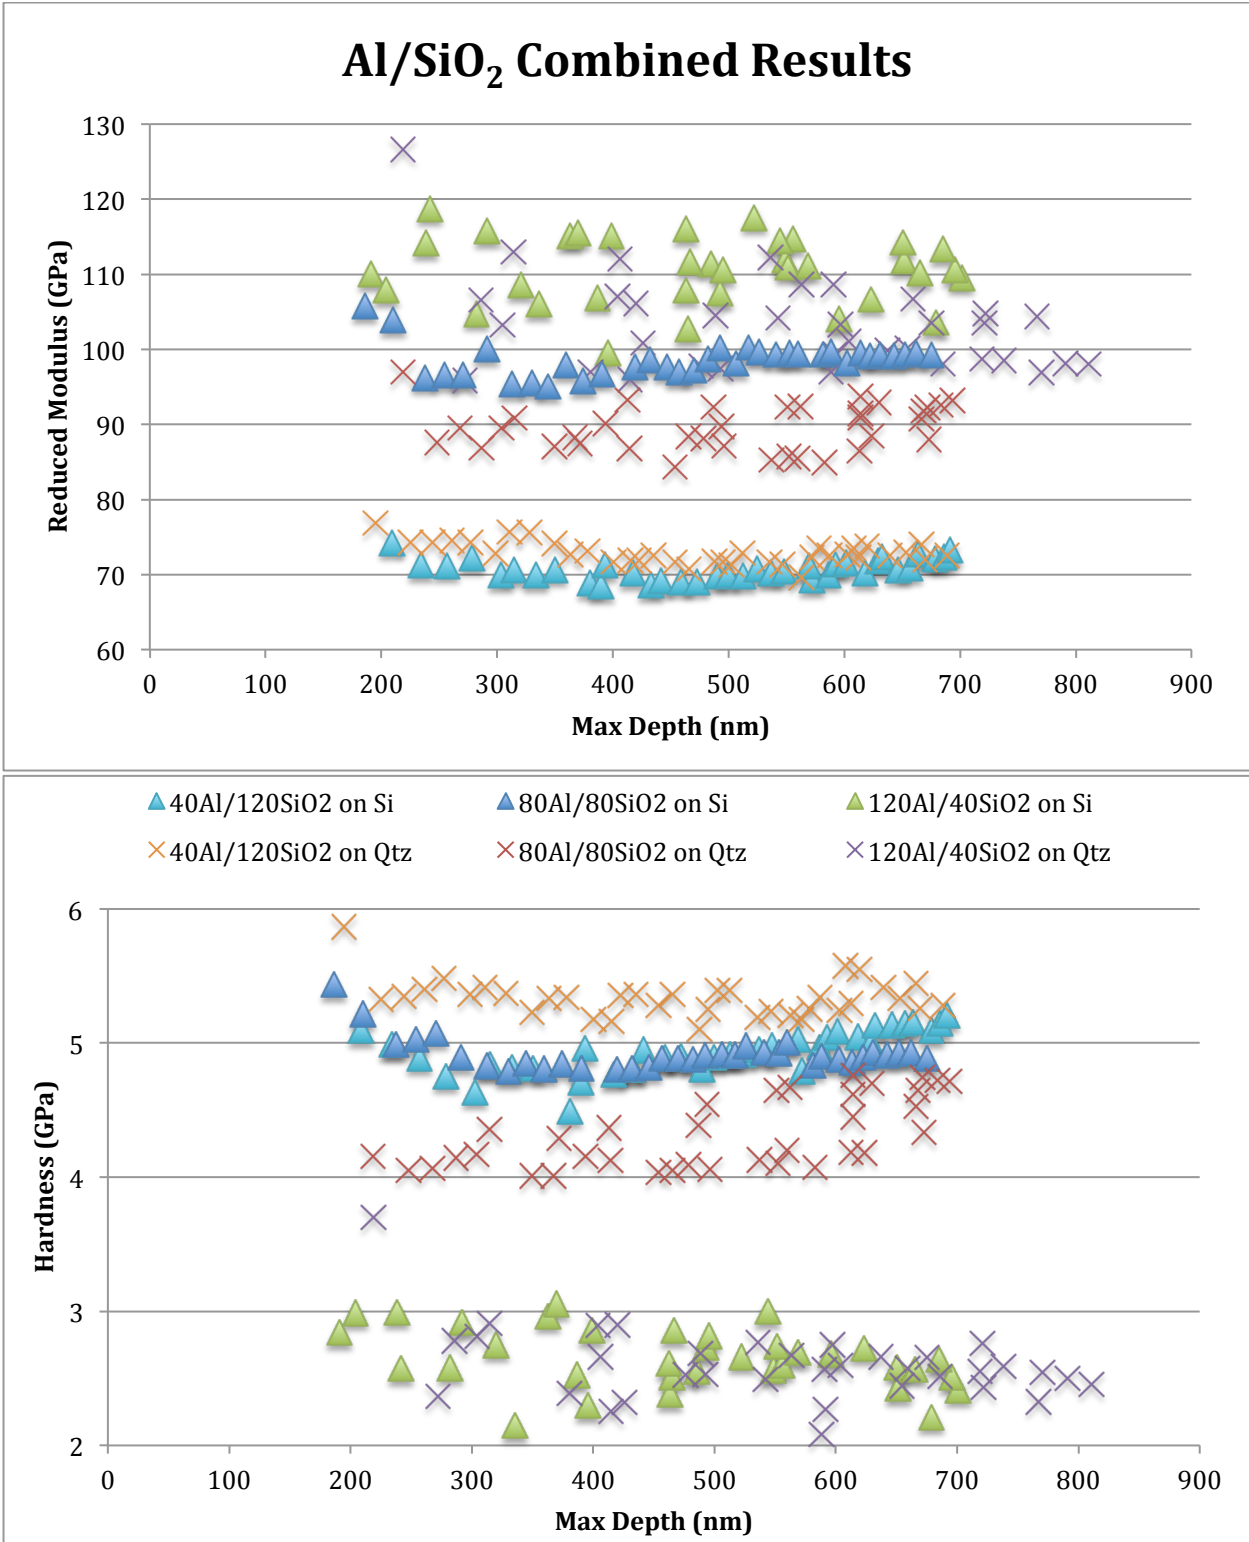 Al/SiO₂ Combined Results
130
120
110
100
90
80
70
60
Reduced Modulus (GPa)
0 100 200 300 400 500 600 700 800 900
Max Depth (nm)
40Al/120SiO2 on Si 80Al/80SiO2 on Si 120Al/40SiO2 on Si
40Al/120SiO2 on Qtz 80Al/80SiO2 on Qtz 120Al/40SiO2 on Qtz
6
5
4
3
2
Hardness (GPa)
0 100 200 300 400 500 600 700 800 900
Max Depth (nm)